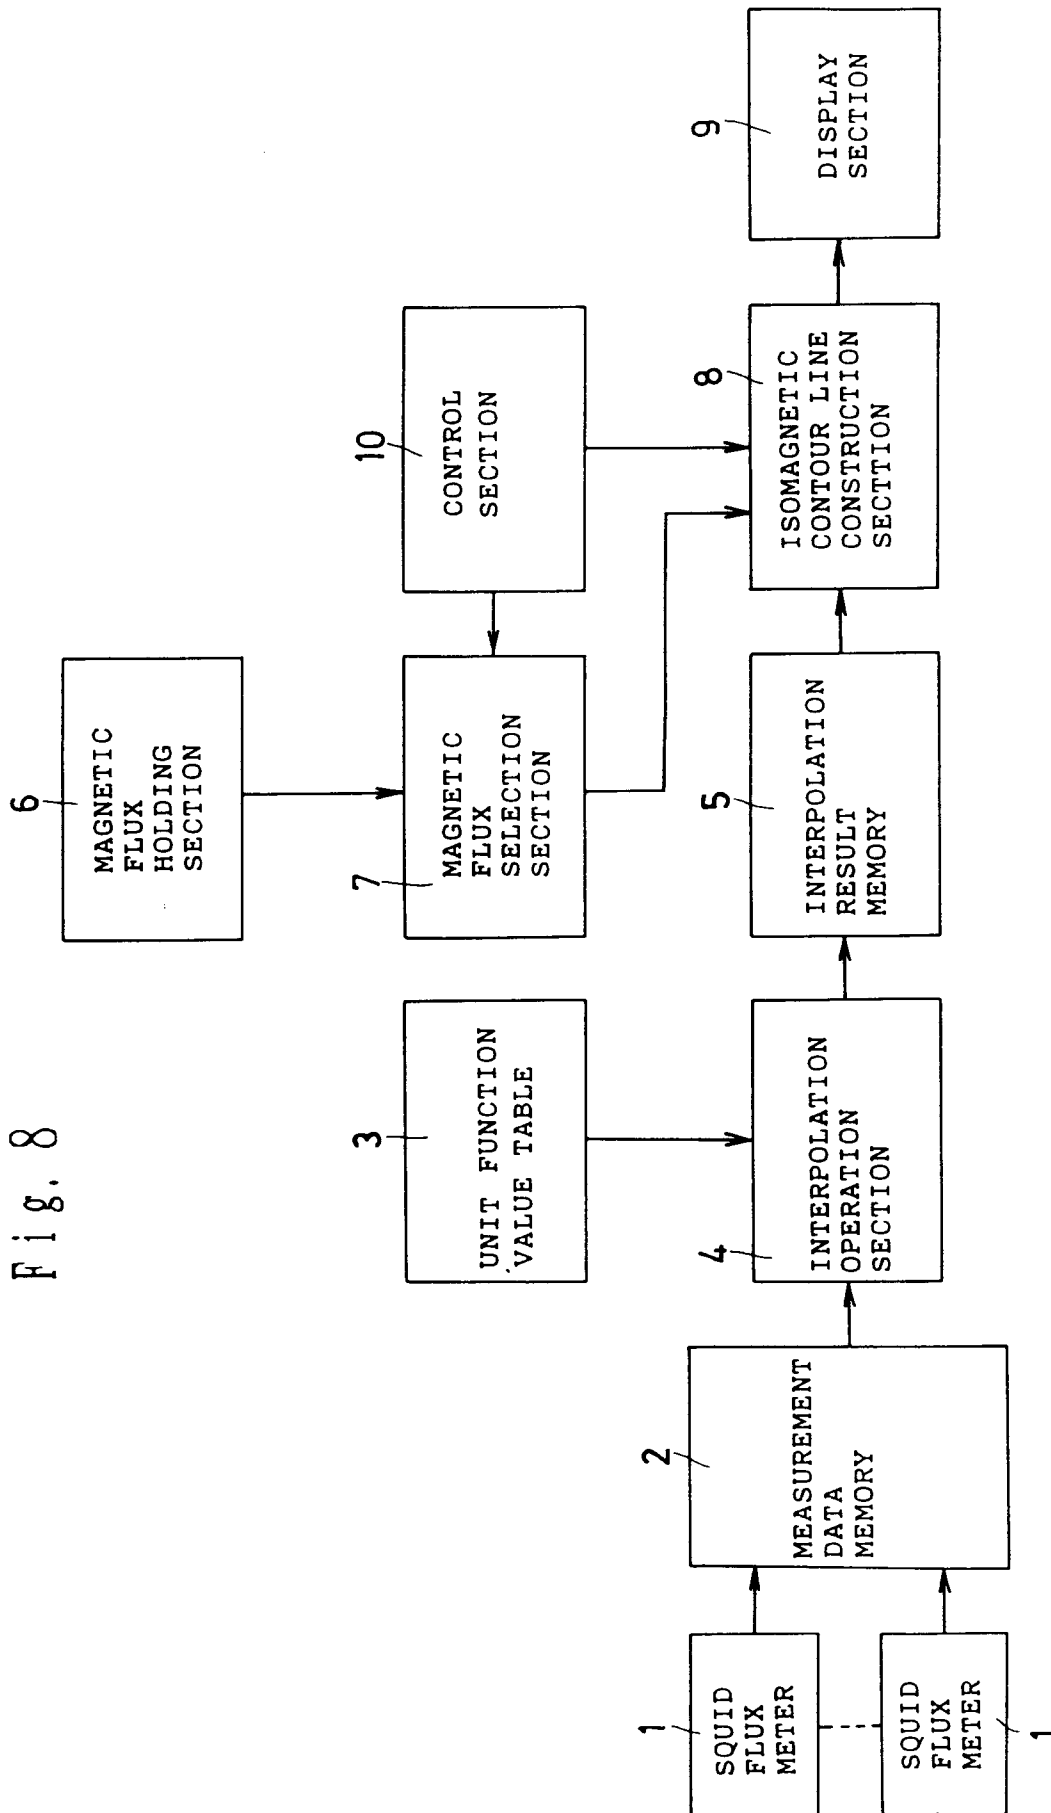 Fig. 8
6
MAGNETIC
FLUX
HOLDING
SECTION
3
UNIT FUNCTION
VALUE TABLE
7
MAGNETIC
FLUX
SELECTION
SECTION
10
CONTROL
SECTION
1
SQUID
FLUX
METER
SQUID
FLUX
METER
1
2
MEASUREMENT
DATA
MEMORY
4
INTERPOLATION
OPERATION
SECTION
5
INTERPOLATION
RESULT
MEMORY
8
ISOMAGNETIC
CONTOUR LINE
CONSTRUCTION
SECTTION
9
DISPLAY
SECTION